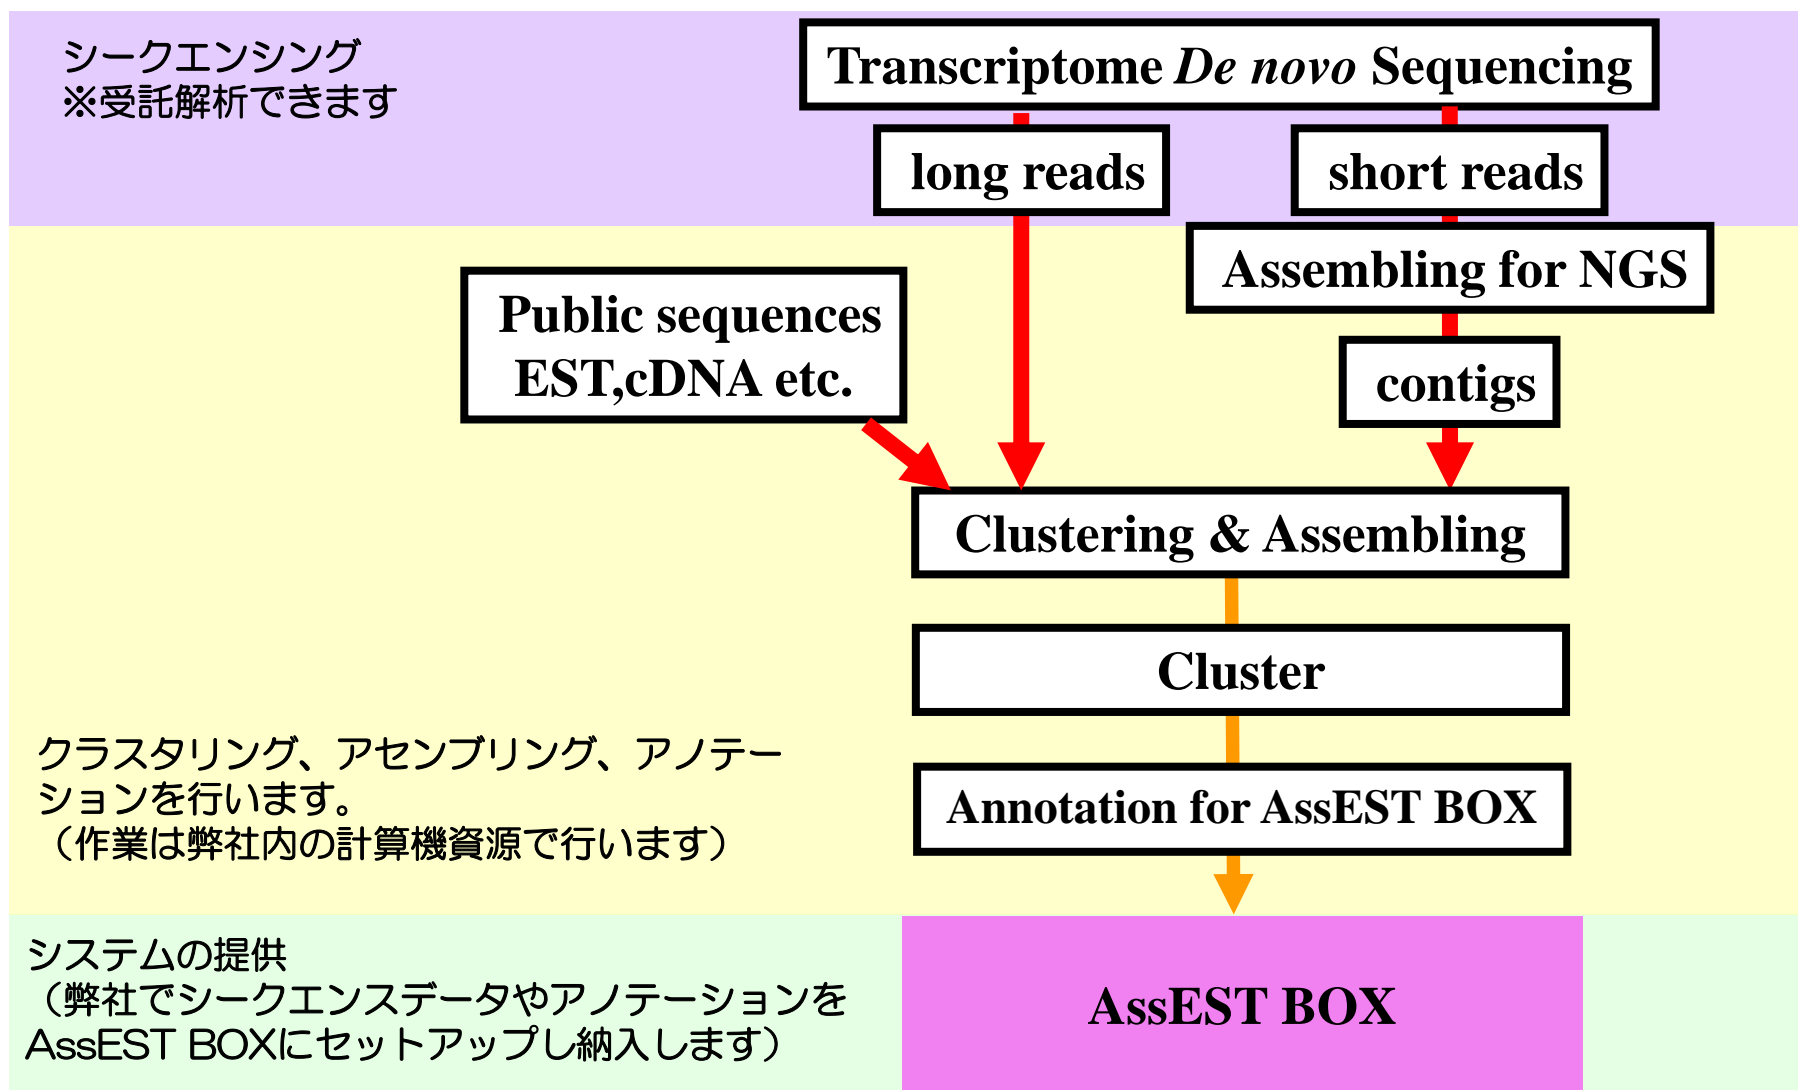 シークエンシング
※受託解析できます
Transcriptome De novo Sequencing
long reads
short reads
Assembling for NGS
Public sequences
EST,cDNA etc.
contigs
Clustering & Assembling
Cluster
クラスタリング、アセンブリング、アノテー
ションを行います。
（作業は弊社内の計算機資源で行います）
Annotation for AssEST BOX
システムの提供
（弊社でシークエンスデータやアノテーションを
AssEST BOXにセットアップし納入します）
AssEST BOX